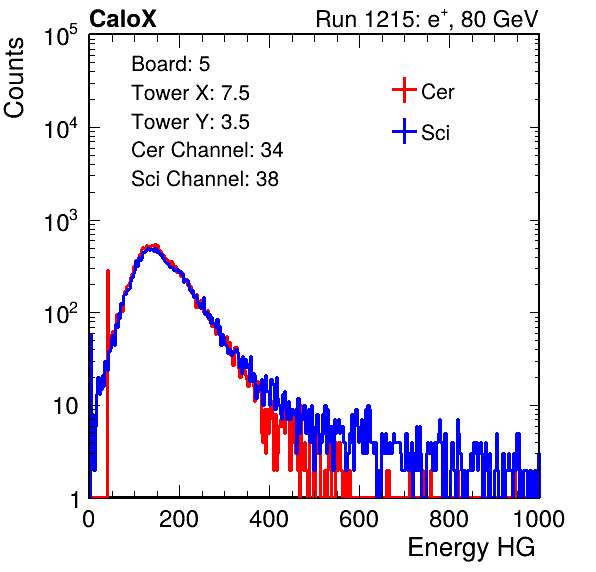 CaloX Run 1215: e⁺, 80 GeV
Counts
10⁵
10⁴
10³
10²
10
1
Board: 5
Tower X: 7.5
Tower Y: 3.5
Cer Channel: 34
Sci Channel: 38
Cer
Sci
0 200 400 600 800 1000
Energy HG